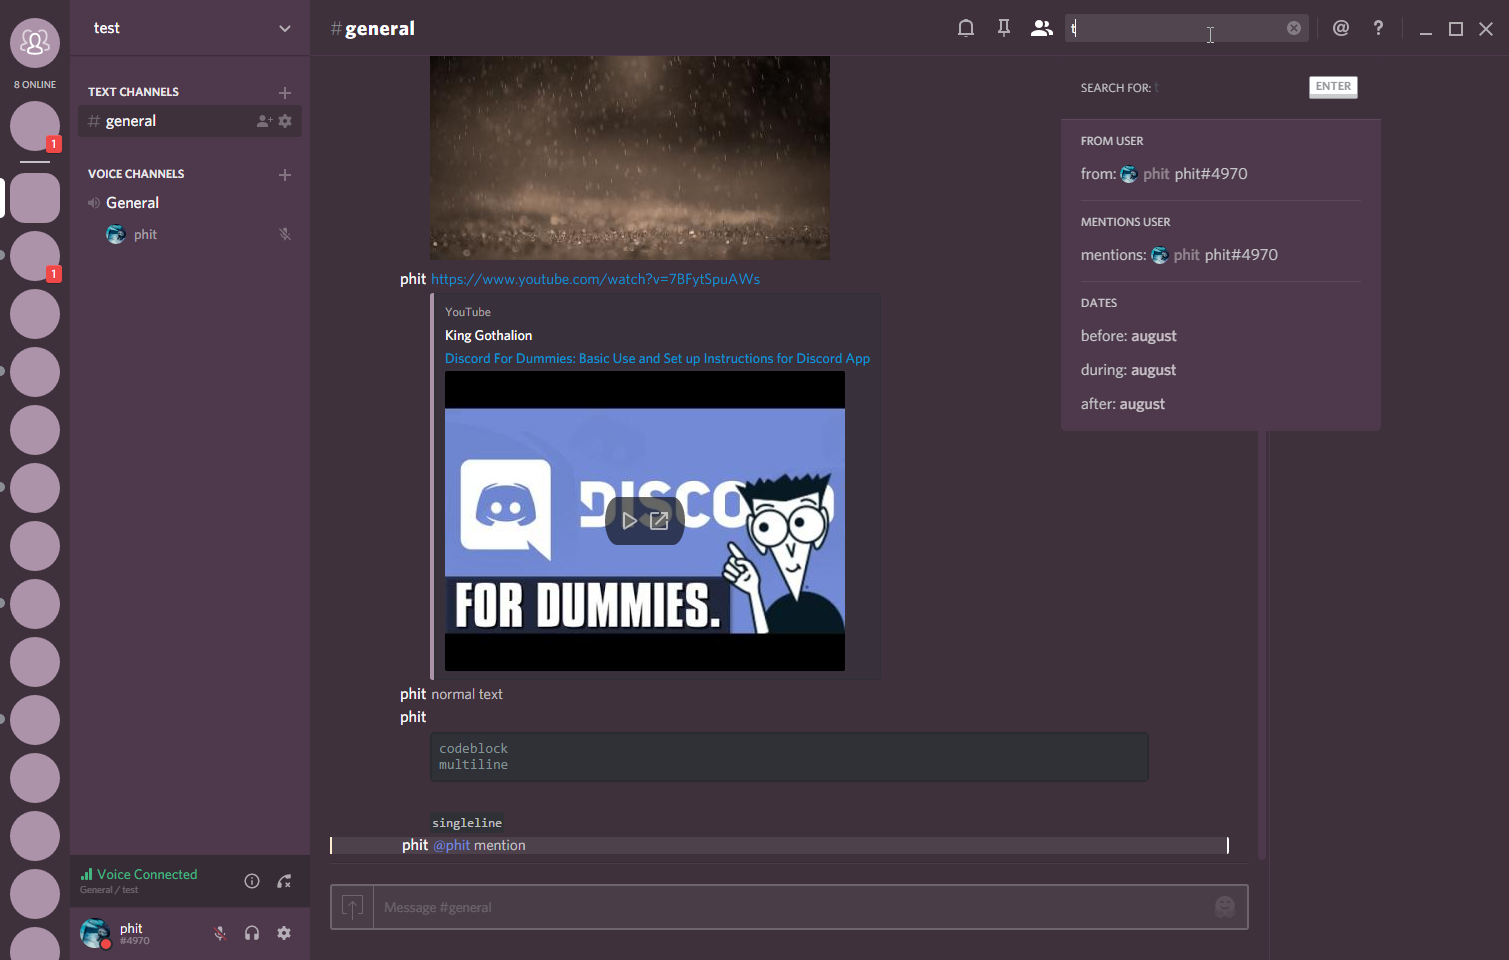 8 ONLINE
1
1
test
TEXT CHANNELS
# general
VOICE CHANNELS
General
phit
Voice Connected
General / test
phit
#4970
#general
t
@ ?
phit https://www.youtube.com/watch?v=7BFytSpuAWs
YouTube
King Gothalion
Discord For Dummies: Basic Use and Set up Instructions for Discord App
DISCORD
FOR DUMMIES.
phit normal text
phit
codeblock
multiline
singleline
phit @phit mention
Message #general
SEARCH FOR: t
ENTER
FROM USER
from: phit phit#4970
MENTIONS USER
mentions: phit phit#4970
DATES
before: august
during: august
after: august